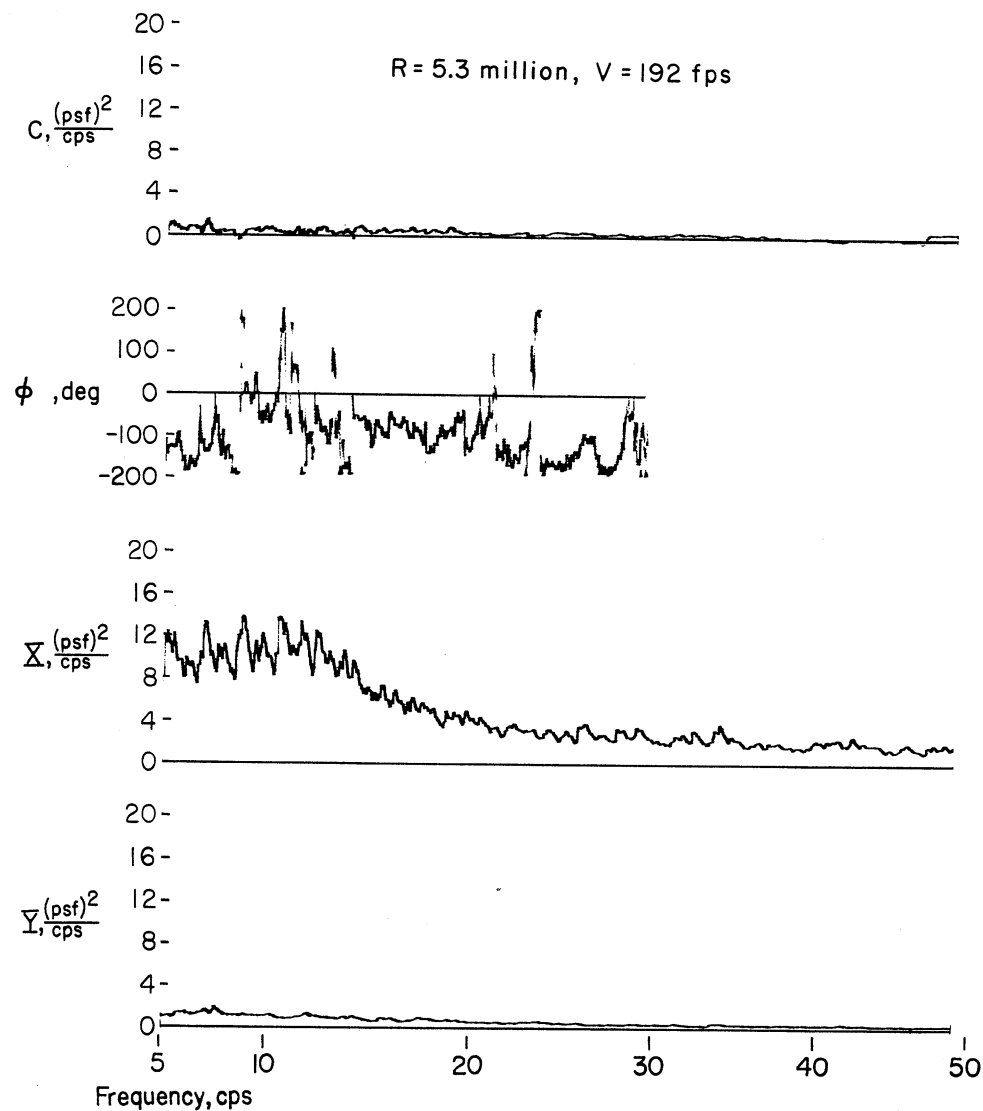 R = 5.3 million, V = 192 fps
20
16
12
8
4
0
C, (psf)²
cps
200
100
0
-100
-200
ϕ , deg
20
16
12
8
4
0
X, (psf)²
cps
20
16
12
8
4
0
Y, (psf)²
cps
5 10 20 30 40 50
Frequency, cps